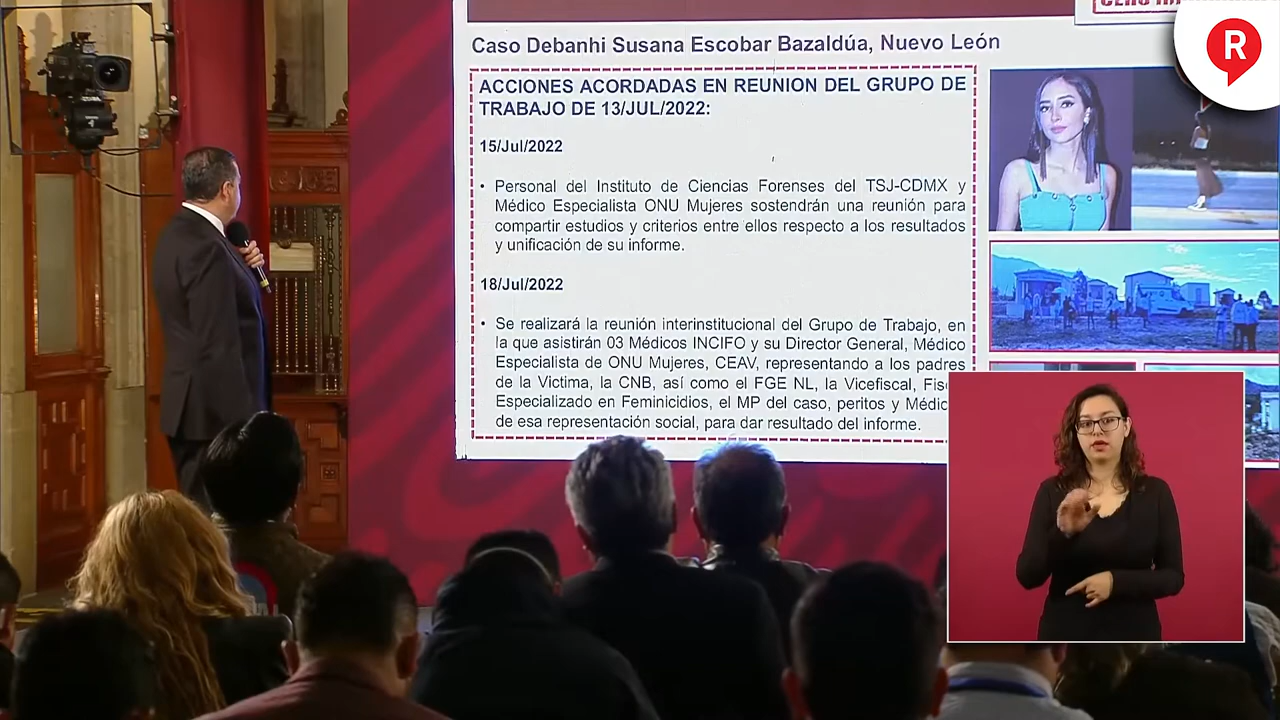 R
Caso Debanhi Susana Escobar Bazaldúa, Nuevo León
ACCIONES ACORDADAS EN REUNION DEL GRUPO DE
TRABAJO DE 13/JUL/2022:
15/Jul/2022
• Personal del Instituto de Ciencias Forenses del TSJ-CDMX y
Médico Especialista ONU Mujeres sostendrán una reunión para
compartir estudios y criterios entre ellos respecto a los resultados
y unificación de su informe.
18/Jul/2022
• Se realizará la reunión interinstitucional del Grupo de Trabajo, en
la que asistirán 03 Médicos INCIFO y su Director General, Médico
Especialista de ONU Mujeres, CEAV, representando a los padres
de la Victima, la CNB, así como el FGE NL, la Vicefiscal,
Especializado en Feminicidios, el MP del caso, peritos y
de esa representación social, para dar resultado del informe.